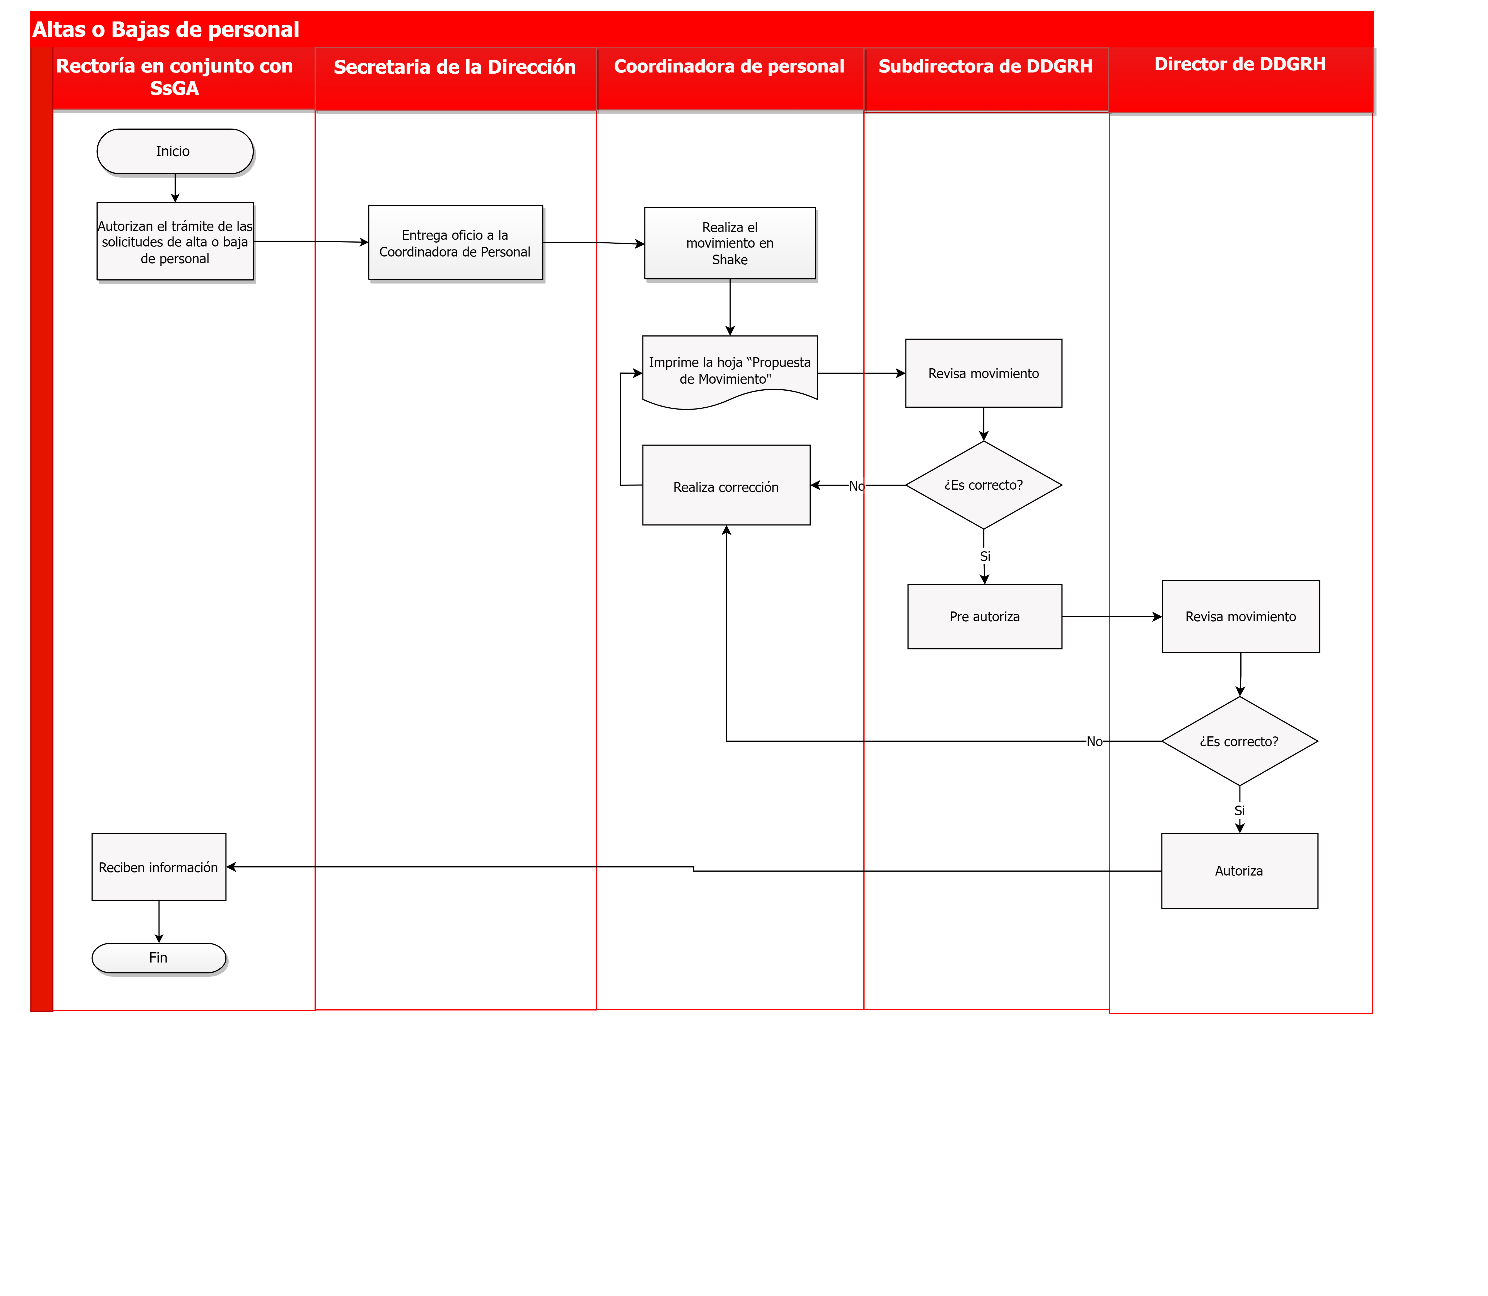 Altas o Bajas de personal
Rectoría en conjunto con
SsGA
Secretaria de la Dirección
Coordinadora de personal
Subdirectora de DDGRH
Director de DDGRH
Inicio
Autorizan el trámite de las
solicitudes de alta o baja
de personal
Entrega oficio a la
Coordinadora de Personal
Realiza el
movimiento en
Shake
Imprime la hoja “Propuesta
de Movimiento"
Revisa movimiento
¿Es correcto?
No
Realiza corrección
Si
Pre autoriza
Revisa movimiento
¿Es correcto?
No
Si
Autoriza
Reciben información
Fin